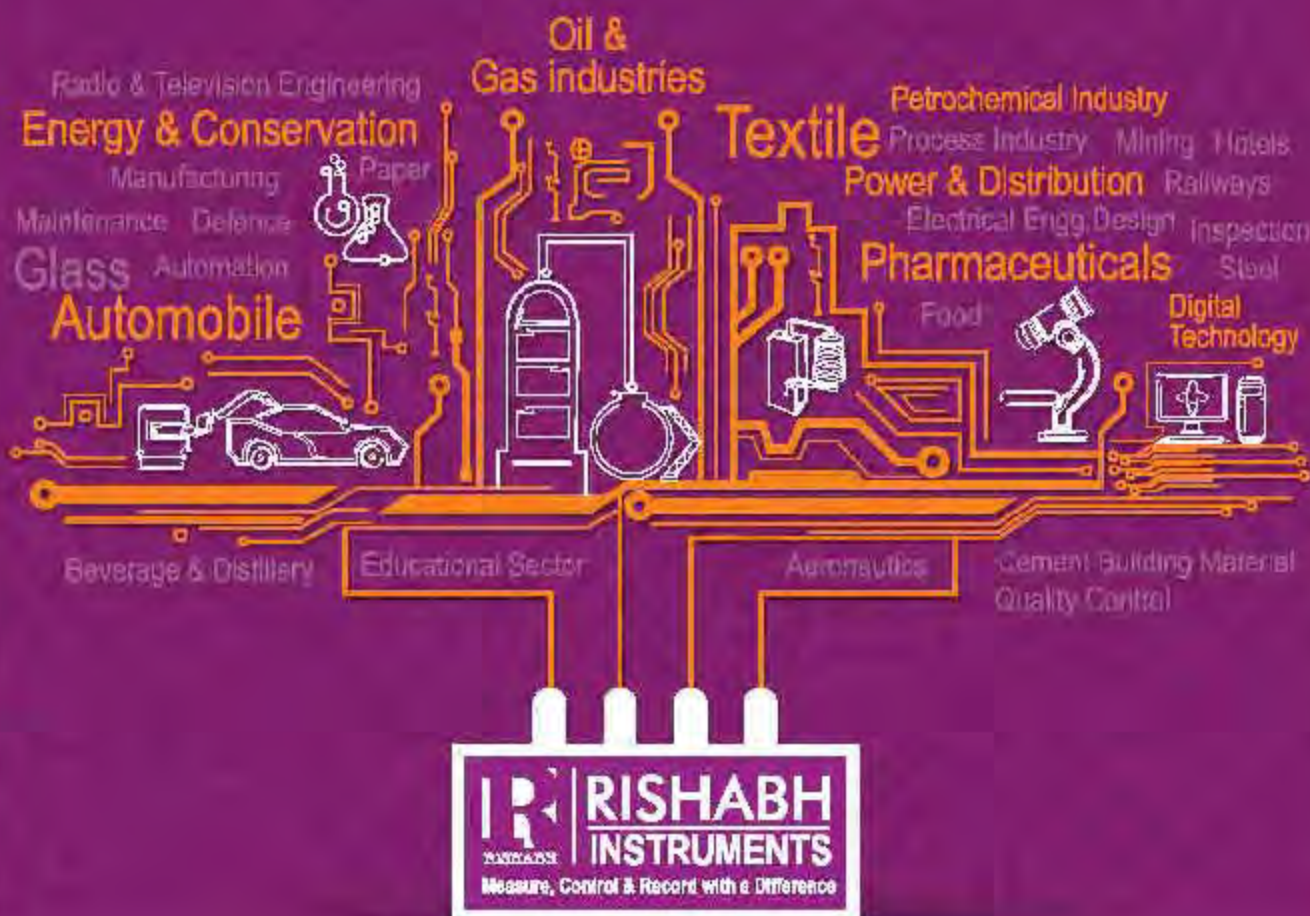 Oil &
Gas industries
Radio & Television Engineering
Energy & Conservation
Manufacturing
Paper
Maintenance
Defence
Glass
Automation
Automobile
Textile
Petrochemical Industry
Process Industry
Mining
Hotels
Power & Distribution
Railways
Electrical Engg.Design
Inspection
Pharmaceuticals
Steel
Food
Digital
Technology
Beverage & Distillery
Educational Sector
Aeronautics
Cement Building Material
Quality Control
RISHABH
RISHABH
INSTRUMENTS
Measure, Control & Record with a Difference